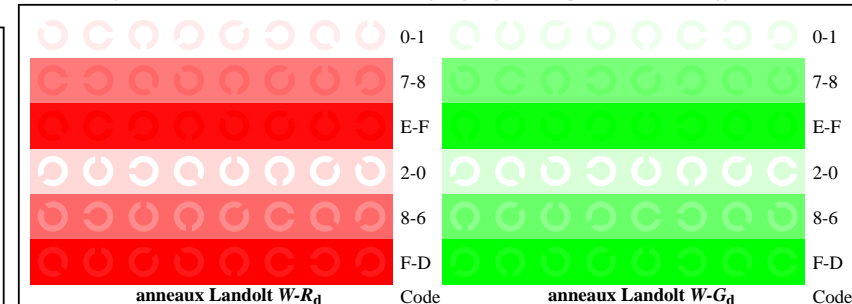 0-1 0-1
7-8 7-8
E-F E-F
2-0 2-0
8-6 8-6
F-D F-D
anneaux Landolt W-Rd Code anneaux Landolt W-Gd Code